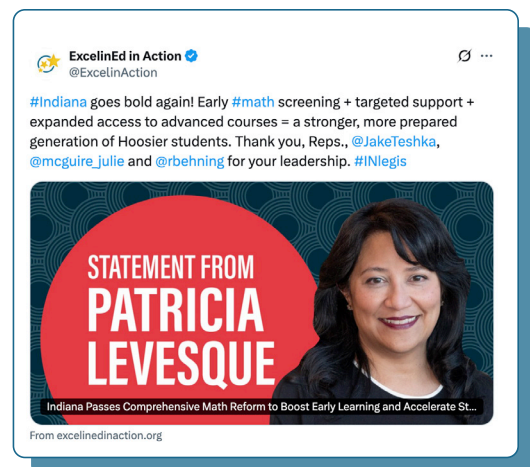 ExcelinEd in Action
@ExcelinAction
#Indiana goes bold again! Early #math screening + targeted support +
expanded access to advanced courses = a stronger, more prepared
generation of Hoosier students. Thank you, Reps., @JakeTeshka,
@mcguire_julie and @rbehning for your leadership. #INlegis
STATEMENT FROM
PATRICIA
LEVESQUE
Indiana Passes Comprehensive Math Reform to Boost Early Learning and Accelerate St...
From excelinedinaction.org